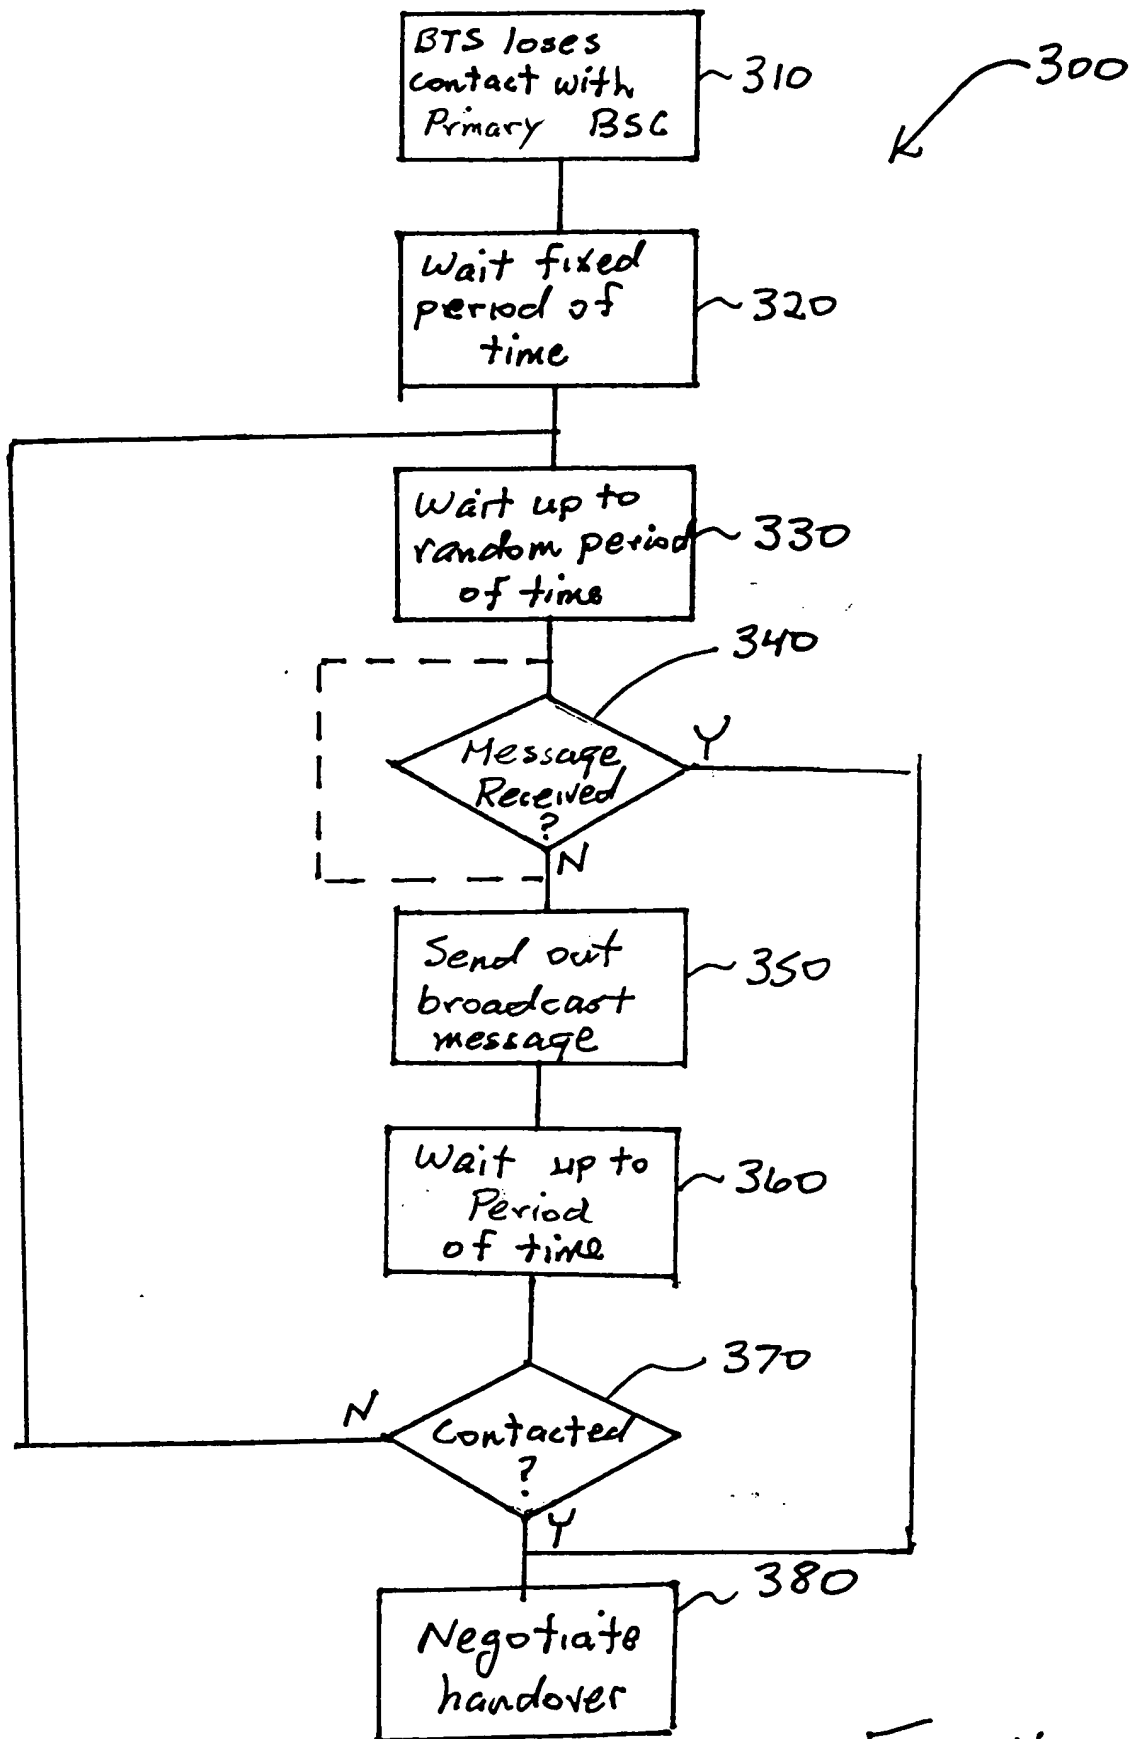 BTS loses
contact with
Primary BSC
310
300
Wait fixed
period of
time
320
Wait up to
random period
of time
330
340
Message
Received
?
Y
N
Send out
broadcast
message
350
Wait up to
Period
of time
360
370
Contacted
?
N
Y
380
Negotiate
handover